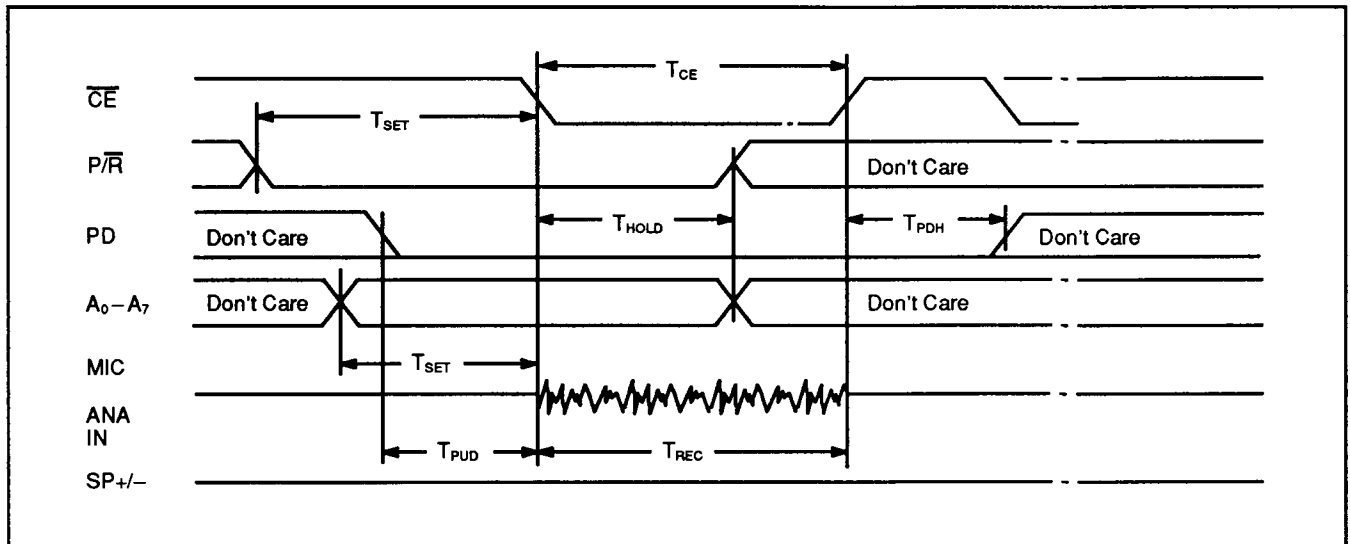 T_CE
C̅E̅
T_SET
P/R̅
Don't Care
T_HOLD
T_PDH
PD
Don't Care
Don't Care
A₀–A₇
Don't Care
Don't Care
MIC
T_SET
ANA
IN
T_PUD
T_REC
SP+/–